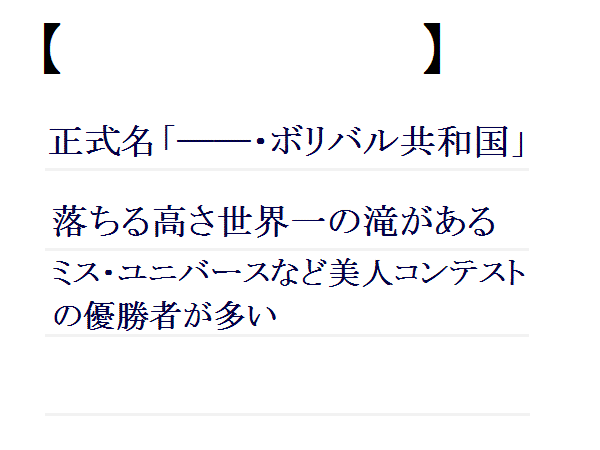 【 】
正式名「───・ボリバル共和国」
落ちる高さ世界一の滝がある
ミス・ユニバースなど美人コンテスト
の優勝者が多い